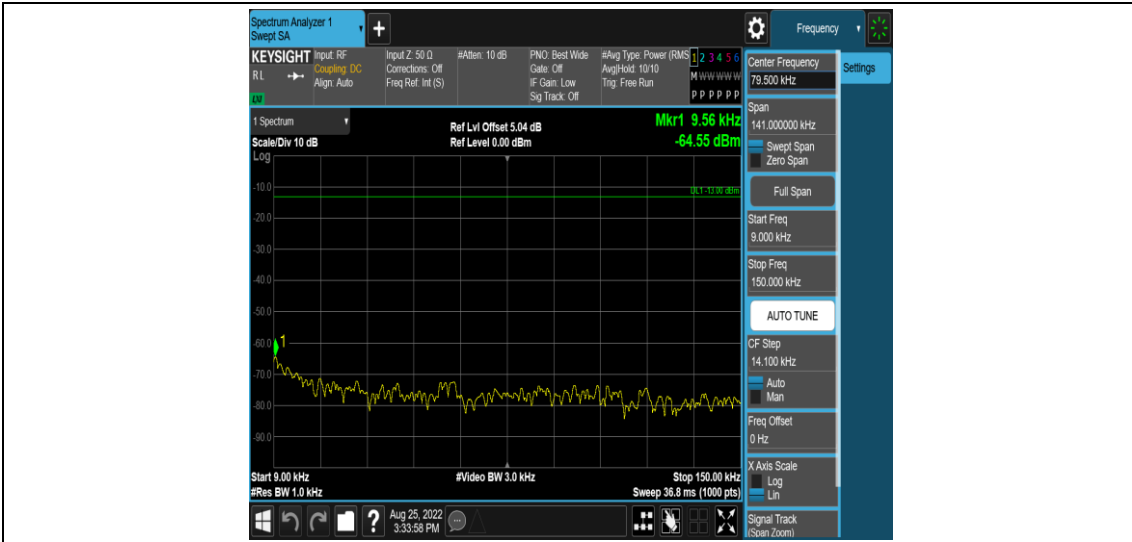 Spectrum Analyzer 1
Swept SA
Frequency
KEYSIGHT
Input: RF
Coupling: DC
Align: Auto
RL
Input Z: 50 Ω
Corrections: Off
Freq Ref: Int (S)
#Atten: 10 dB
PNO: Best Wide
Gate: Off
IF Gain: Low
Sig Track: Off
#Avg Type: Power (RMS
Avg|Hold: 10/10
Trig: Free Run
1 2 3 4 5 6
M W W W W W
P P P P P P
1 Spectrum
Scale/Div 10 dB
Log
Ref Lvl Offset 5.04 dB
Ref Level 0.00 dBm
Mkr1 9.56 kHz
-64.55 dBm
-10.0
DL1 -13.00 dBm
-20.0
-30.0
-40.0
-50.0
-60.0
1
-70.0
-80.0
-90.0
Start 9.00 kHz
#Res BW 1.0 kHz
#Video BW 3.0 kHz
Stop 150.00 kHz
Sweep 36.8 ms (1000 pts)
Aug 25, 2022
3:33:58 PM
Center Frequency
79.500 kHz
Settings
Span
141.000000 kHz
Swept Span
Zero Span
Full Span
Start Freq
9.000 kHz
Stop Freq
150.000 kHz
AUTO TUNE
CF Step
14.100 kHz
Auto
Man
Freq Offset
0 Hz
X Axis Scale
Log
Lin
Signal Track
(Span Zoom)